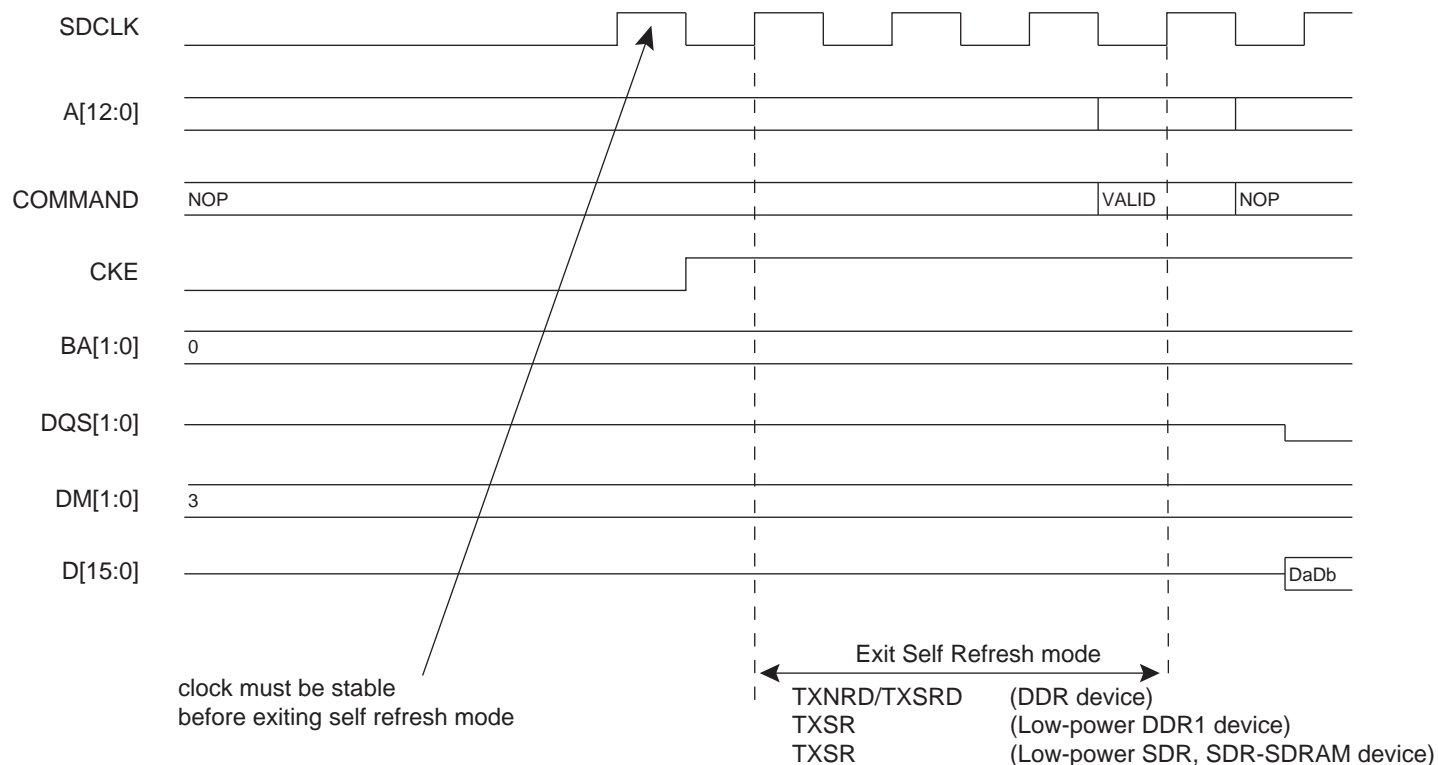 SDCLK
A[12:0]
COMMAND NOP VALID NOP
CKE
BA[1:0] 0
DQS[1:0]
DM[1:0] 3
D[15:0] DaDb
clock must be stable
before exiting self refresh mode
Exit Self Refresh mode
TXNRD/TXSRD (DDR device)
TXSR (Low-power DDR1 device)
TXSR (Low-power SDR, SDR-SDRAM device)